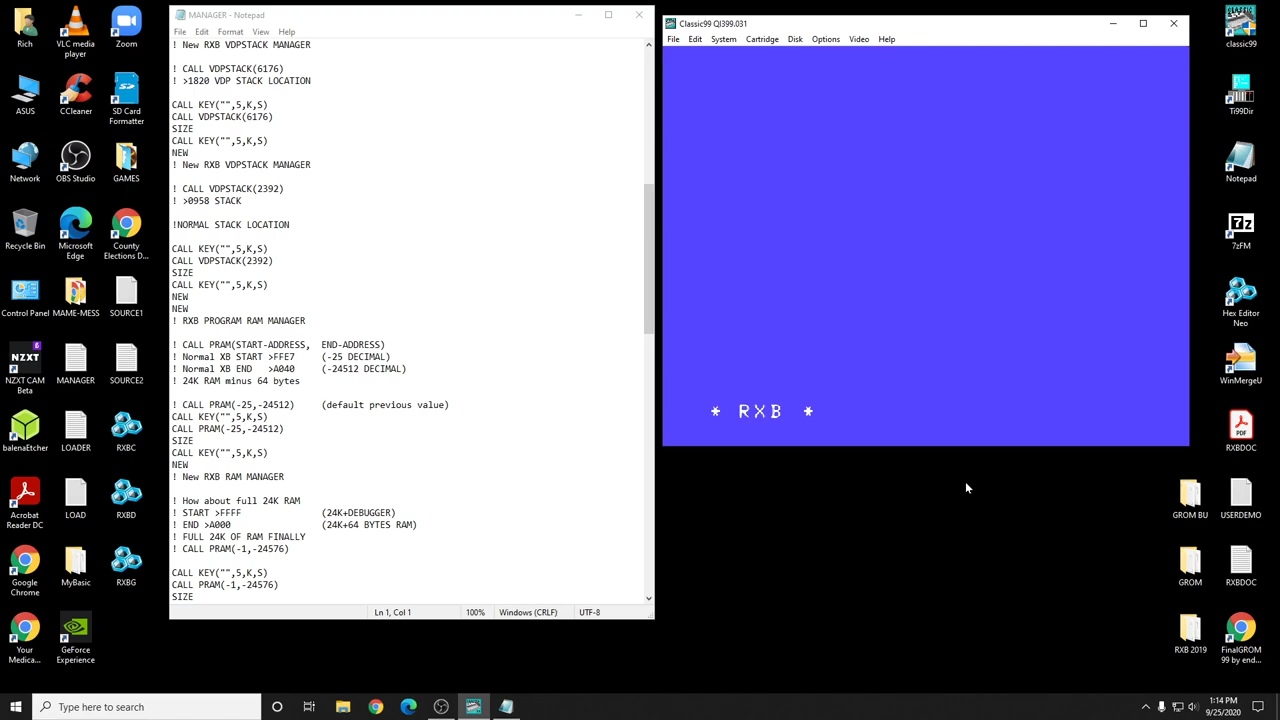 Rich
VLC media
player
Zoom
ASUS
CCleaner
SD Card
Formatter
Network
OBS Studio
GAMES
Recycle Bin
Microsoft
Edge
County
Elections D...
Control Panel
MAME-MESS
SOURCE1
NZXT
NZXT CAM
Beta
MANAGER
SOURCE2
balenaEtcher
LOADER
RXBC
Acrobat
Reader DC
LOAD
RXBD
Google
Chrome
MyBasic
RXBG
Your
Medica...
GeForce
Experience
MANAGER - Notepad
File Edit Format View Help
! New RXB VDPSTACK MANAGER
! CALL VDPSTACK(6176)
! >1820 VDP STACK LOCATION
CALL KEY("",5,K,S)
CALL VDPSTACK(6176)
SIZE
CALL KEY("",5,K,S)
NEW
! New RXB VDPSTACK MANAGER
! CALL VDPSTACK(2392)
! >0958 STACK
!NORMAL STACK LOCATION
CALL KEY("",5,K,S)
CALL VDPSTACK(2392)
SIZE
CALL KEY("",5,K,S)
NEW
NEW
! RXB PROGRAM RAM MANAGER
! CALL PRAM(START-ADDRESS, END-ADDRESS)
! Normal XB START >FFE7 (-25 DECIMAL)
! Normal XB END >A040 (-24512 DECIMAL)
! 24K RAM minus 64 bytes
! CALL PRAM(-25,-24512) (default previous value)
CALL KEY("",5,K,S)
CALL PRAM(-25,-24512)
SIZE
CALL KEY("",5,K,S)
NEW
! New RXB RAM MANAGER
! How about full 24K RAM
! START >FFFF (24K+DEBUGGER)
! END >A000 (24K+64 BYTES RAM)
! FULL 24K OF RAM FINALLY
! CALL PRAM(-1,-24576)
CALL KEY("",5,K,S)
CALL PRAM(-1,-24576)
SIZE
Ln 1, Col 1 100% Windows (CRLF) UTF-8
Classic99 QI399.031
File Edit System Cartridge Disk Options Video Help
* RXB *
classic99
Ti99Dir
Notepad
7z
7zFM
Hex Editor
Neo
WinMergeU
PDF
RXBDOC
GROM BU
USERDEMO
GROM
RXBDOC
RXB 2019
FinalGROM
99 by end...
Type here to search
1:14 PM
9/25/2020